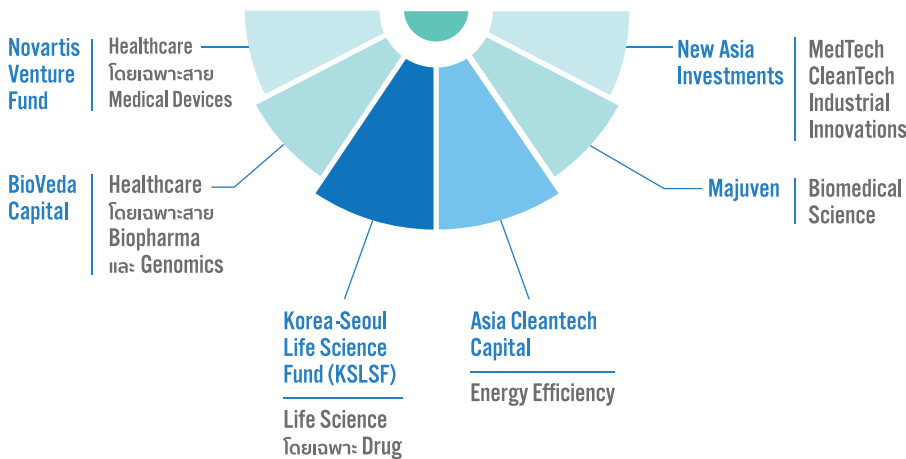 Novartis
Venture
Fund
Healthcare
โดยเฉพาะสาย
Medical Devices
BioVeda
Capital
Healthcare
โดยเฉพาะสาย
Biopharma
และ Genomics
Korea-Seoul
Life Science
Fund (KSLSF)
Life Science
โดยเฉพาะ Drug
Asia Cleantech
Capital
Energy Efficiency
New Asia
Investments
MedTech
CleanTech
Industrial
Innovations
Majuven
Biomedical
Science